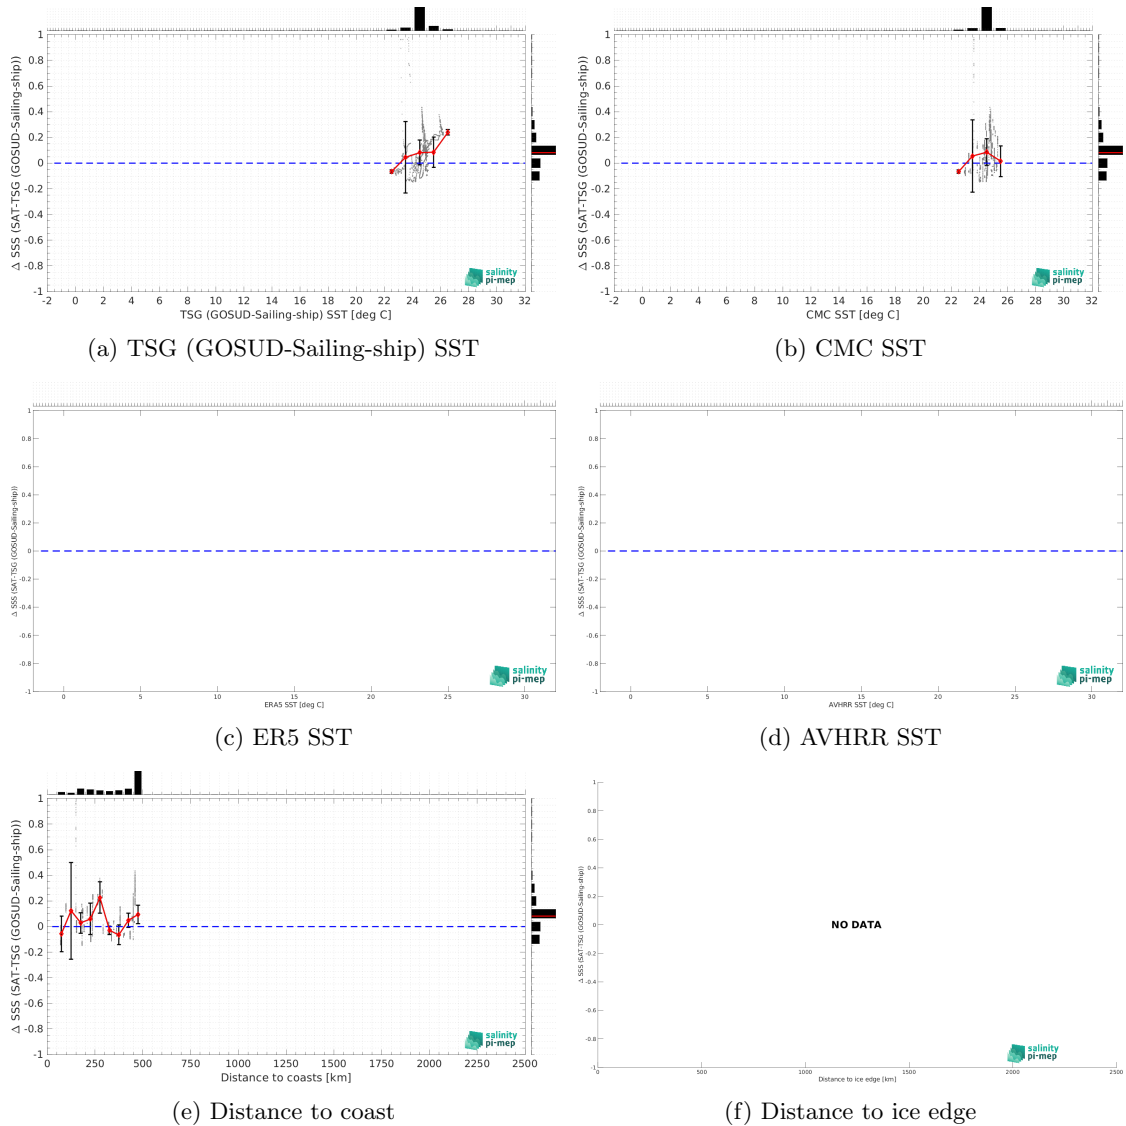 1
0.8
0.6
0.4
0.2
0
-0.2
-0.4
-0.6
-0.8
-1
Δ SSS (SAT-TSG (GOSUD-Sailing-ship))
-2 0 2 4 6 8 10 12 14 16 18 20 22 24 26 28 30 32
TSG (GOSUD-Sailing-ship) SST [deg C]
salinity
pi-mep
(a) TSG (GOSUD-Sailing-ship) SST
1
0.8
0.6
0.4
0.2
0
-0.2
-0.4
-0.6
-0.8
-1
Δ SSS (SAT-TSG (GOSUD-Sailing-ship))
-2 0 2 4 6 8 10 12 14 16 18 20 22 24 26 28 30 32
CMC SST [deg C]
salinity
pi-mep
(b) CMC SST
1
0.8
0.6
0.4
0.2
0
-0.2
-0.4
-0.6
-0.8
-1
Δ SSS (SAT-TSG (GOSUD-Sailing-ship))
0 5 10 15 20 25 30
ERA5 SST [deg C]
salinity
pi-mep
(c) ER5 SST
1
0.8
0.6
0.4
0.2
0
-0.2
-0.4
-0.6
-0.8
-1
Δ SSS (SAT-TSG (GOSUD-Sailing-ship))
0 5 10 15 20 25 30
AVHRR SST [deg C]
salinity
pi-mep
(d) AVHRR SST
1
0.8
0.6
0.4
0.2
0
-0.2
-0.4
-0.6
-0.8
-1
Δ SSS (SAT-TSG (GOSUD-Sailing-ship))
0 250 500 750 1000 1250 1500 1750 2000 2250 2500
Distance to coasts [km]
salinity
pi-mep
(e) Distance to coast
1
0.8
0.6
0.4
0.2
0
-0.2
-0.4
-0.6
-0.8
-1
Δ SSS (SAT-TSG (GOSUD-Sailing-ship))
NO DATA
0 500 1000 1500 2000 2500
Distance to ice edge [km]
salinity
pi-mep
(f) Distance to ice edge